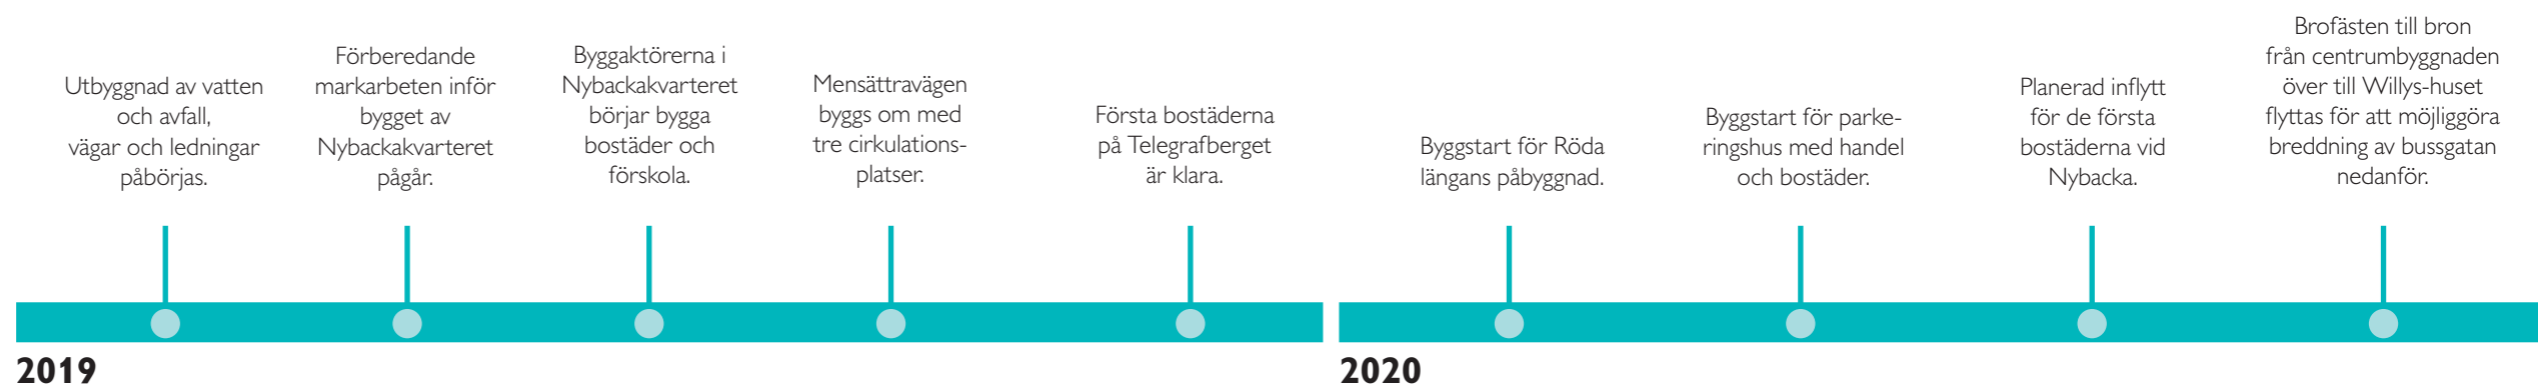 Utbyggnad av vatten
och avfall,
vägar och ledningar
påbörjas.
Förberedande
markarbeten inför
bygget av
Nybackakvarteret
pågår.
Byggaktörerna i
Nybackakvarteret
börjar bygga
bostäder och
förskola.
Mensättravägen
byggs om med
tre cirkulations-
platser.
Första bostäderna
på Telegrafberget
är klara.
2019
Byggstart för Röda
längans påbyggnad.
Byggstart för parke-
ringshus med handel
och bostäder.
Planerad inflytt
för de första
bostäderna vid
Nybacka.
Brofästen till bron
från centrumbyggnaden
över till Willys-huset
flyttas för att möjliggöra
breddning av bussgatan
nedanför.
2020